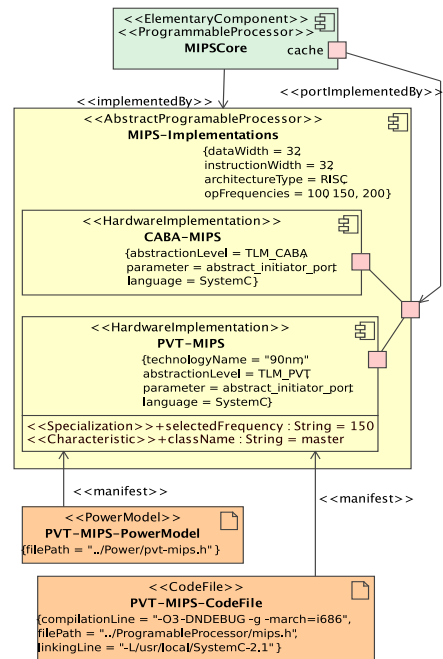 <<ElementaryComponent>>
<<ProgrammableProcessor>>
MIPSCore
cache
<<implementedBy>>
<<portImplementedBy>>
<<AbstractProgramableProcessor>>
MIPS-Implementations
{dataWidth = 32,
instructionWidth = 32,
architectureType = RISC,
opFrequencies = 100, 150, 200}
<<HardwareImplementation>>
CABA-MIPS
{abstractionLevel = TLM_CABA,
parameter = abstract_initiator_port,
language = SystemC}
<<HardwareImplementation>>
PVT-MIPS
{technologyName = "90nm",
abstractionLevel = TLM_PVT,
parameter = abstract_initiator_port,
language = SystemC}
<<Specialization>>+selectedFrequency : String = 150
<<Characteristic>>+className : String = master
<<manifest>>
<<manifest>>
<<PowerModel>>
PVT-MIPS-PowerModel
{filePath = "../Power/pvt-mips.h" }
<<CodeFile>>
PVT-MIPS-CodeFile
{compilationLine = "-O3-DNDEBUG -g -march=i686",
filePath = "../ProgramableProcessor/mips.h",
linkingLine = "-L/usr/local/SystemC-2.1" }